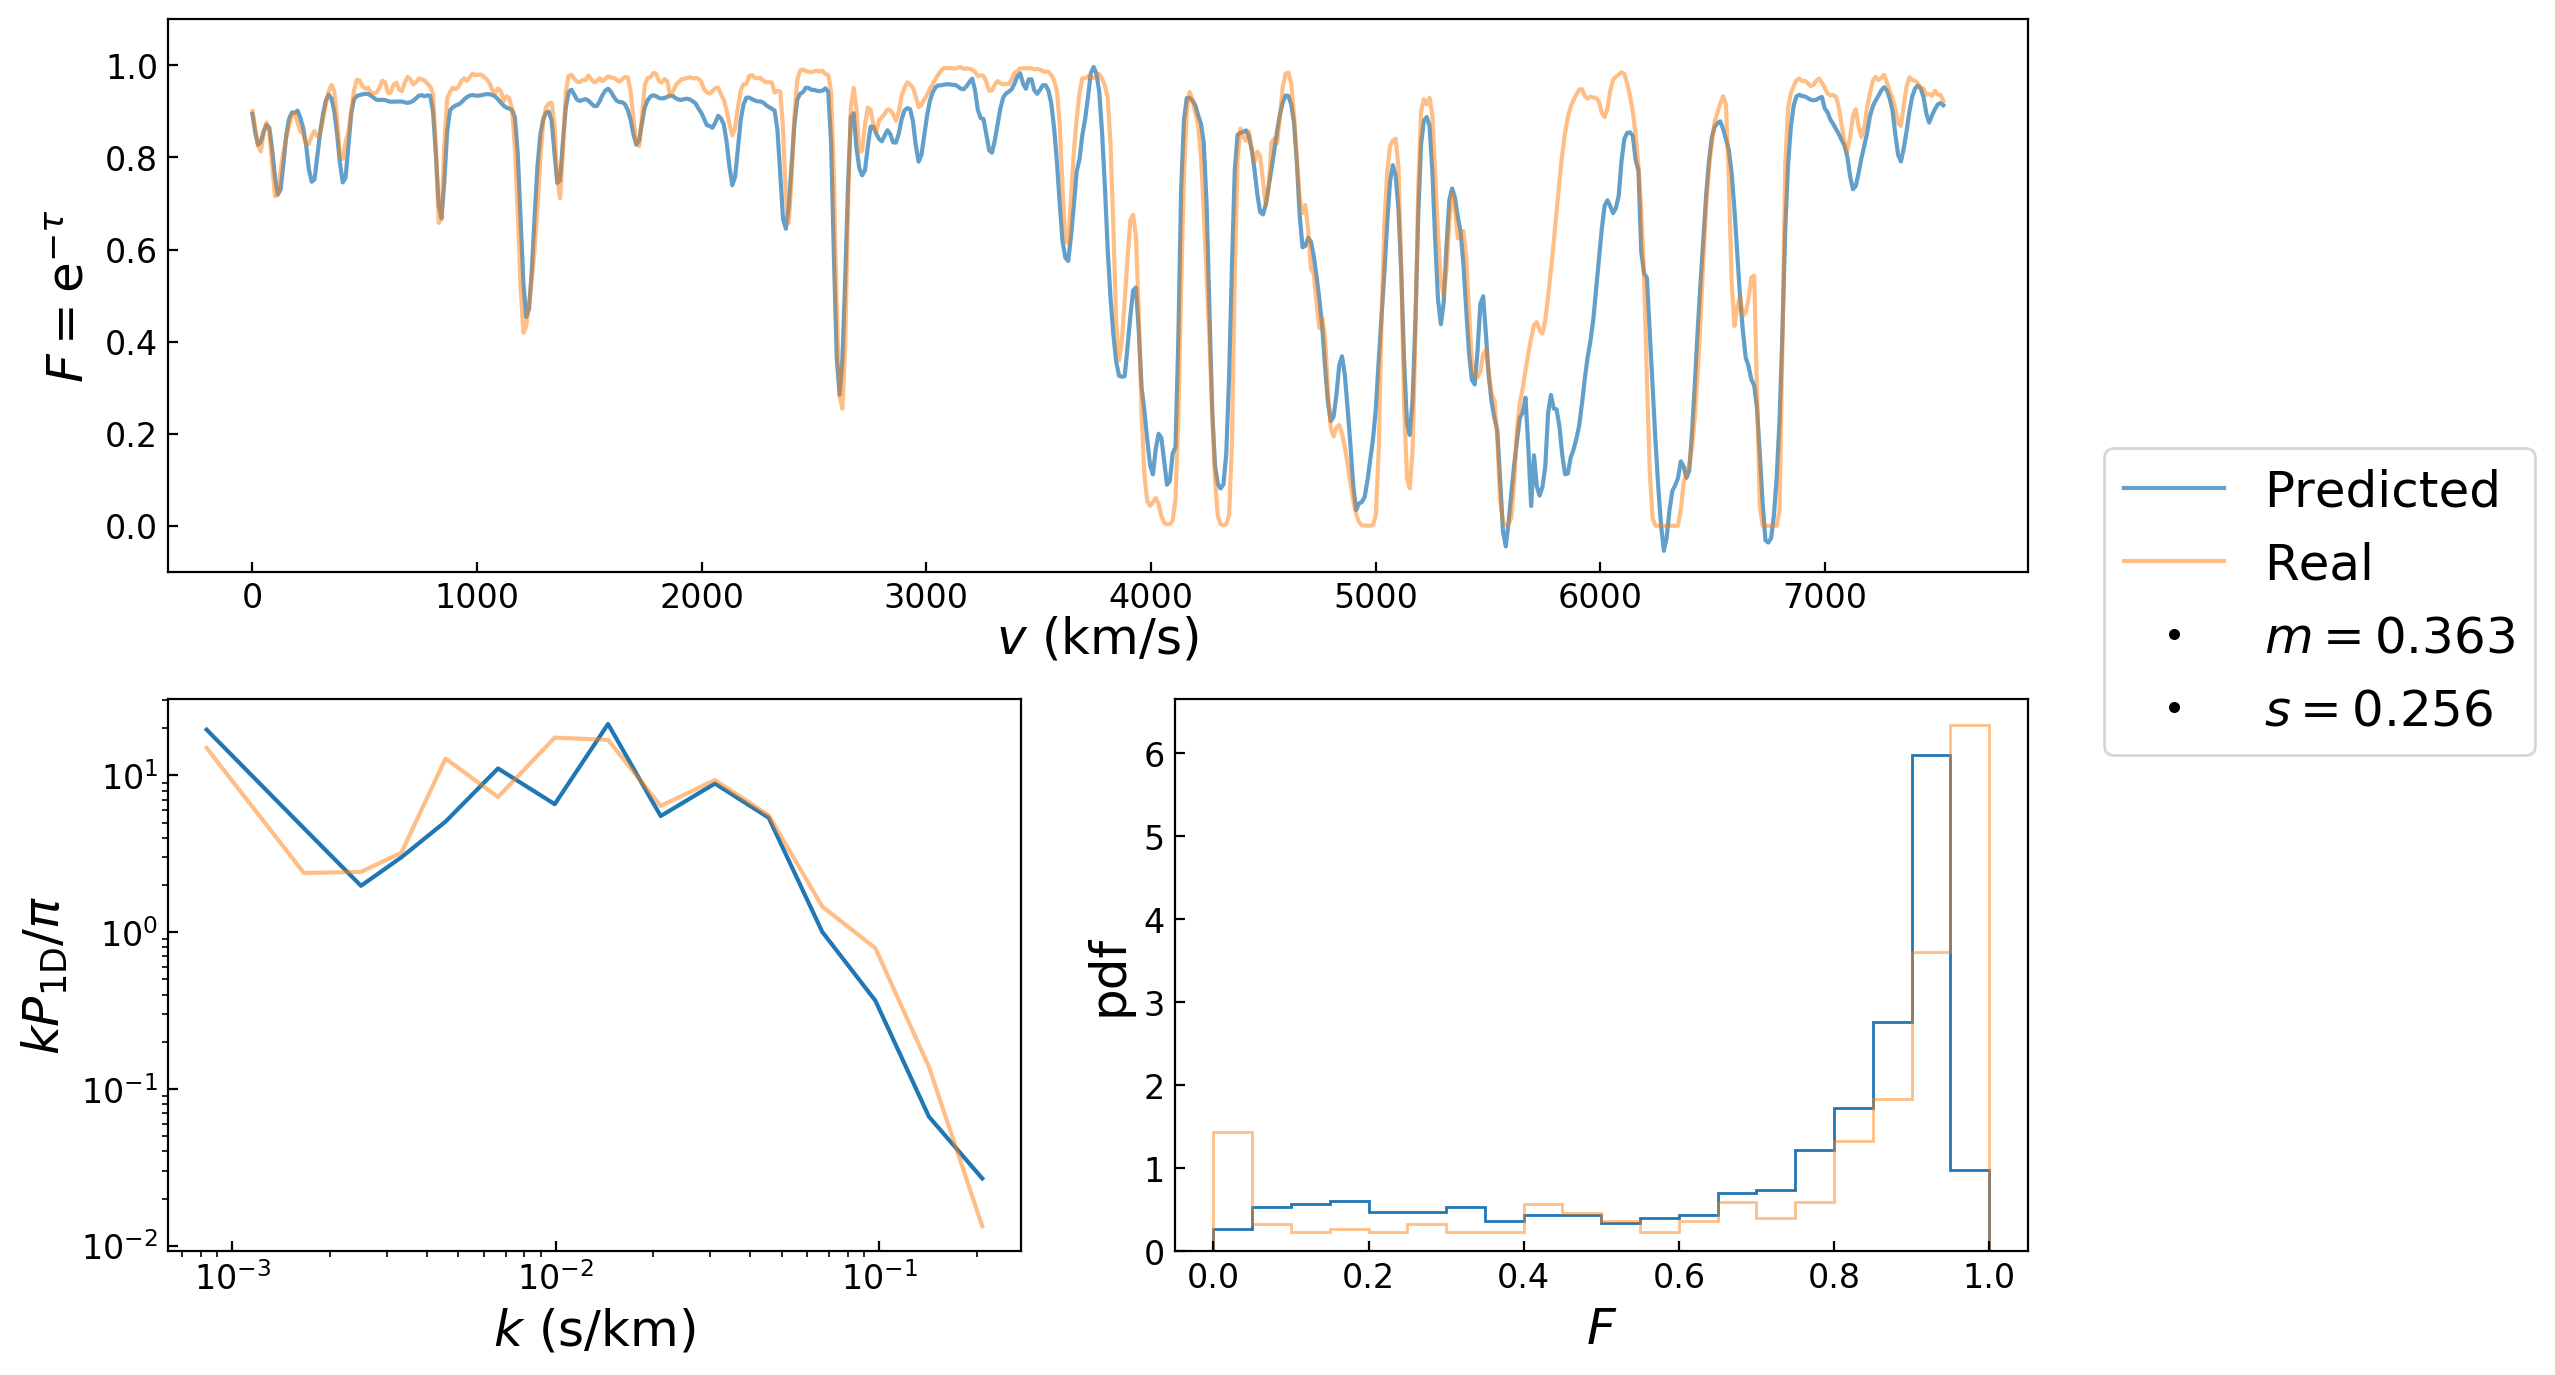 1.0
0.8
0.6
0.4
0.2
0.0
F = e^{-τ}
0 1000 2000 3000 4000 5000 6000 7000
v (km/s)
Predicted
Real
m = 0.363
s = 0.256
10^1
10^0
10^{-1}
10^{-2}
kP_{1D}/π
10^{-3} 10^{-2} 10^{-1}
k (s/km)
6
5
4
3
2
1
0
pdf
0.0 0.2 0.4 0.6 0.8 1.0
F